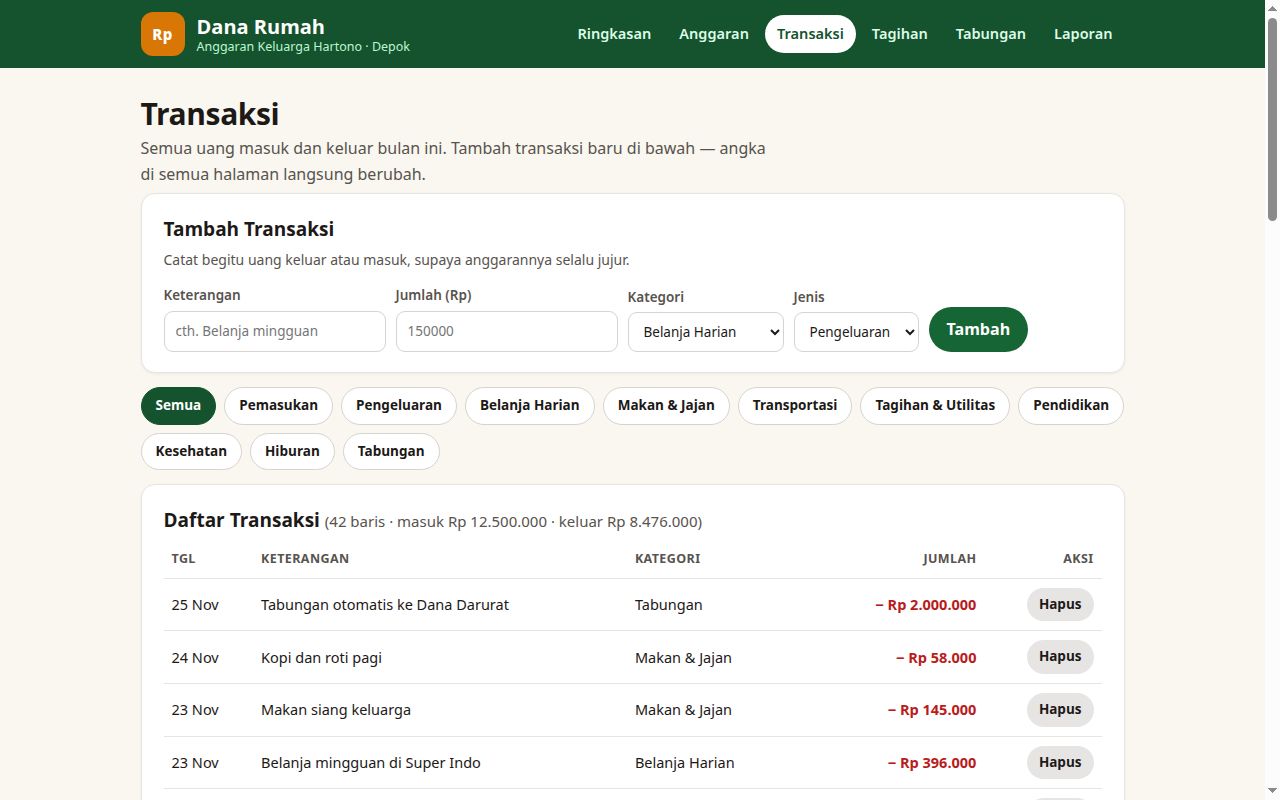 Rp
Dana Rumah
Anggaran Keluarga Hartono · Depok
Ringkasan Anggaran Transaksi Tagihan Tabungan Laporan
Transaksi
Semua uang masuk dan keluar bulan ini. Tambah transaksi baru di bawah — angka
di semua halaman langsung berubah.
Tambah Transaksi
Catat begitu uang keluar atau masuk, supaya anggarannya selalu jujur.
Keterangan Jumlah (Rp) Kategori Jenis
cth. Belanja mingguan 150000 Belanja Harian Pengeluaran Tambah
Semua Pemasukan Pengeluaran Belanja Harian Makan & Jajan Transportasi Tagihan & Utilitas Pendidikan
Kesehatan Hiburan Tabungan
Daftar Transaksi (42 baris · masuk Rp 12.500.000 · keluar Rp 8.476.000)
TGL KETERANGAN KATEGORI JUMLAH AKSI
25 Nov Tabungan otomatis ke Dana Darurat Tabungan − Rp 2.000.000 Hapus
24 Nov Kopi dan roti pagi Makan & Jajan − Rp 58.000 Hapus
23 Nov Makan siang keluarga Makan & Jajan − Rp 145.000 Hapus
23 Nov Belanja mingguan di Super Indo Belanja Harian − Rp 396.000 Hapus